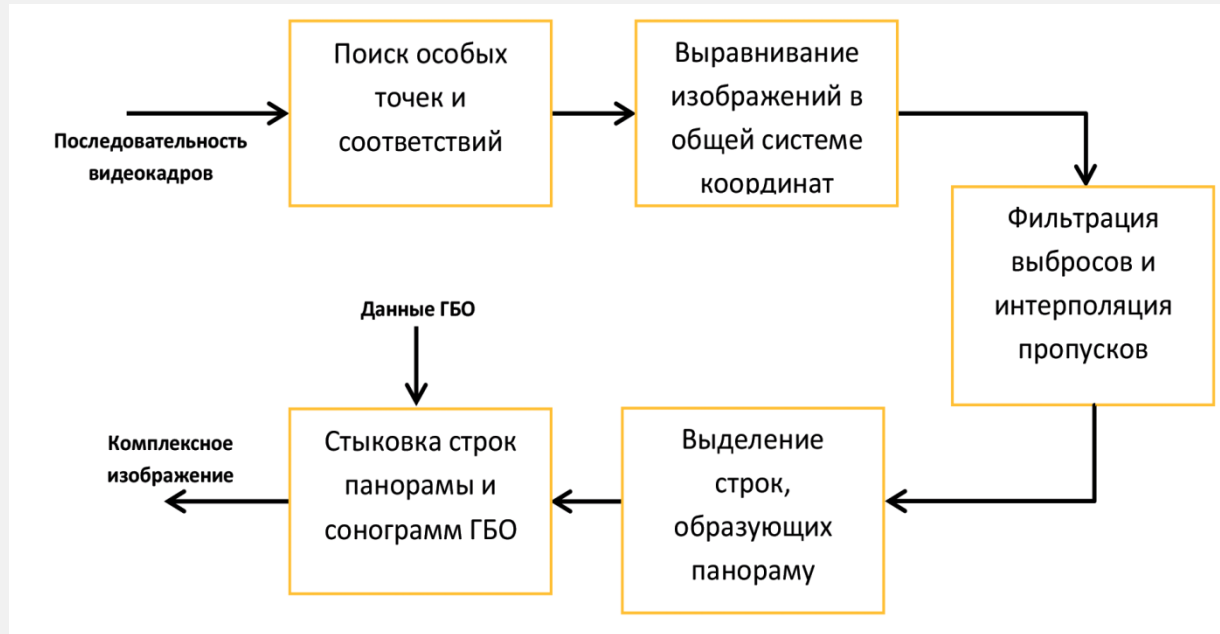 Последовательность
видеокадров
Поиск особых
точек и
соответствий
Выравнивание
изображений в
общей системе
координат
Фильтрация
выбросов и
интерполяция
пропусков
Выделение
строк,
образующих
панораму
Данные ГБО
Стыковка строк
панорамы и
сонограмм ГБО
Комплексное
изображение